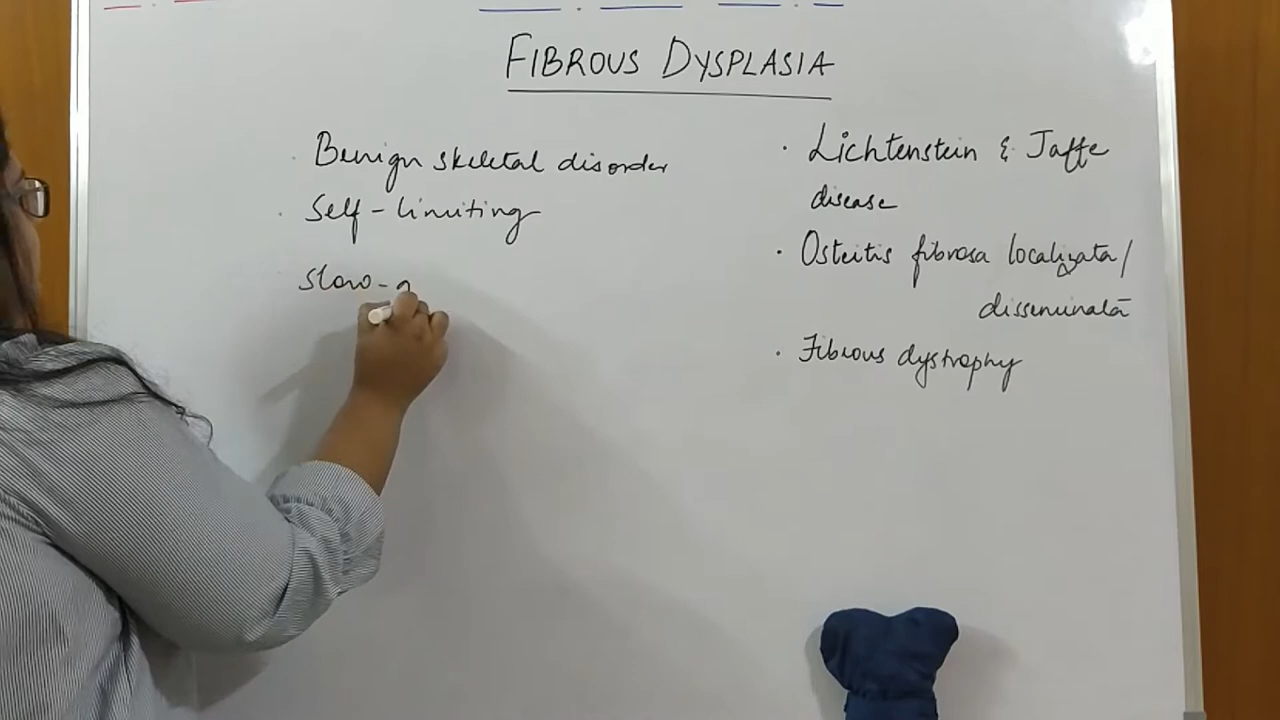 FIBROUS DYSPLASIA
Benign skeletal disorder
Self-limiting
Slow-g
Lichtenstein & Jaffe
disease
Osteitis fibrosa localizata/
disseminata
Fibrous dystrophy